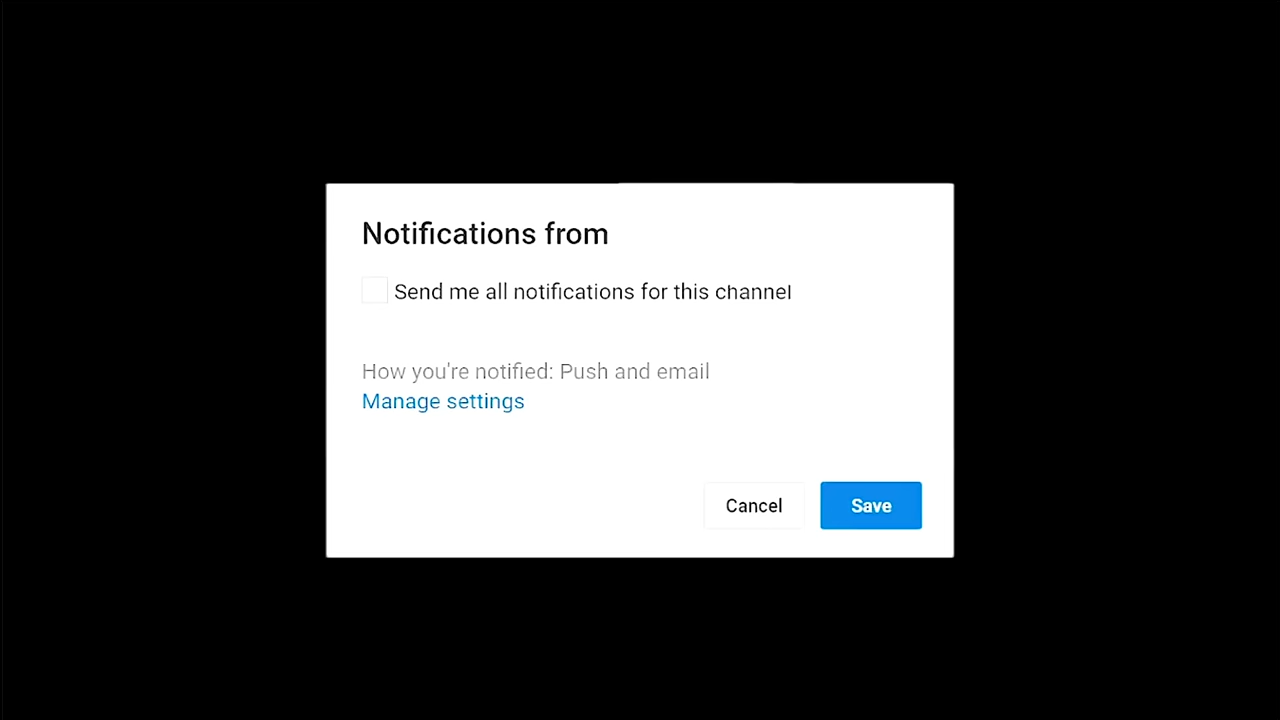 Notifications from
Send me all notifications for this channel
How you're notified: Push and email
Manage settings
Cancel
Save